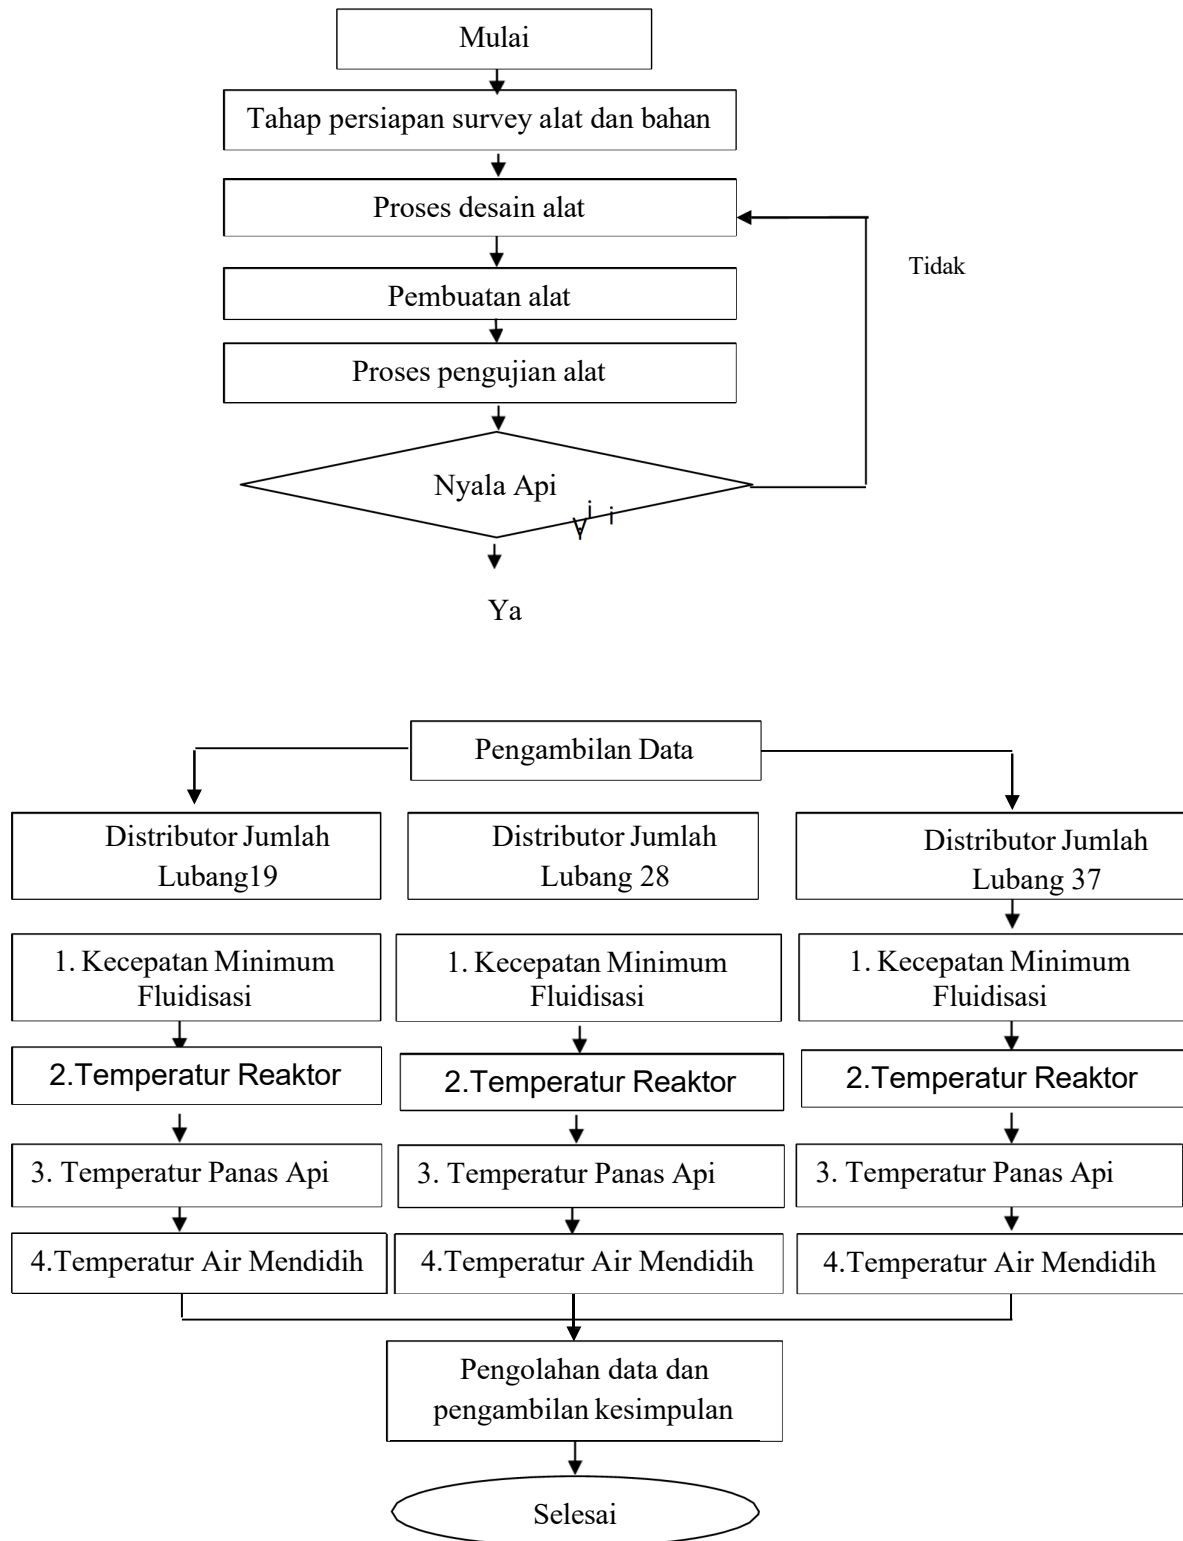 Mulai
Tahap persiapan survey alat dan bahan
Proses desain alat
Tidak
Pembuatan alat
Proses pengujian alat
Nyala Api
Ya
Pengambilan Data
Distributor Jumlah
Lubang19
Distributor Jumlah
Lubang 28
Distributor Jumlah
Lubang 37
1. Kecepatan Minimum
Fluidisasi
1. Kecepatan Minimum
Fluidisasi
1. Kecepatan Minimum
Fluidisasi
2.Temperatur Reaktor
2.Temperatur Reaktor
2.Temperatur Reaktor
3. Temperatur Panas Api
3. Temperatur Panas Api
3. Temperatur Panas Api
4.Temperatur Air Mendidih
4.Temperatur Air Mendidih
4.Temperatur Air Mendidih
Pengolahan data dan
pengambilan kesimpulan
Selesai